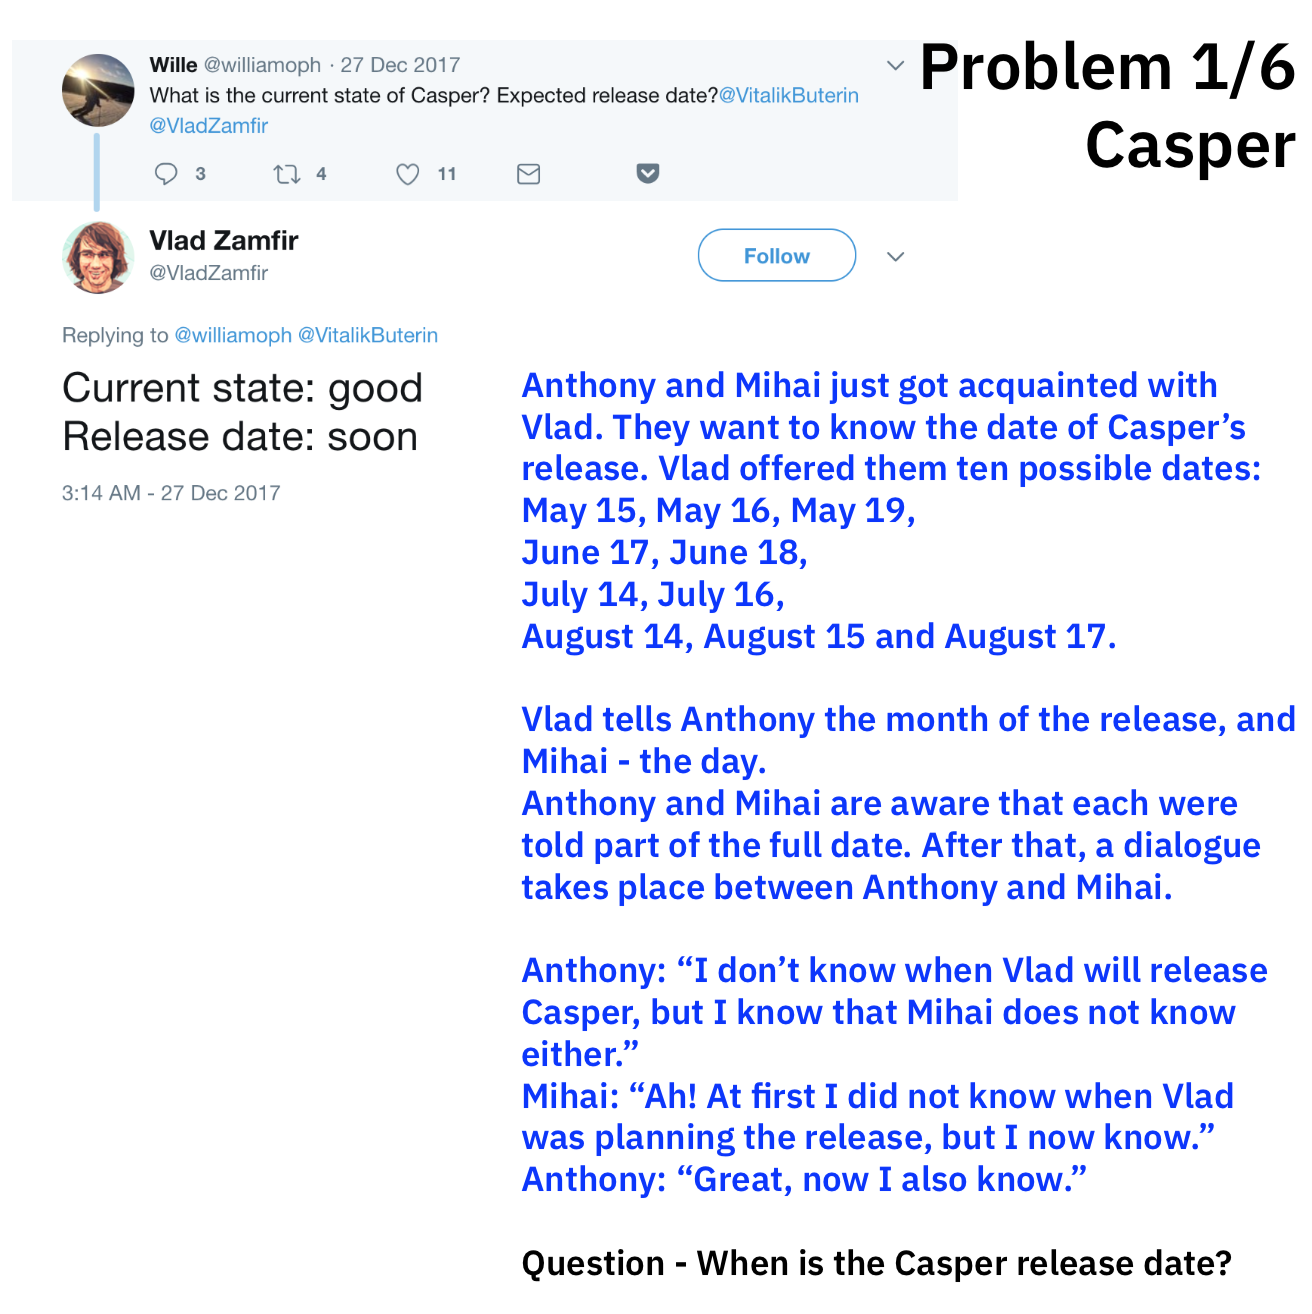 Problem 1/6
Casper
Wille @williamoph · 27 Dec 2017
What is the current state of Casper? Expected release date?@VitalikButerin
@VladZamfir
3 4 11
Vlad Zamfir
@VladZamfir
Follow
Replying to @williamoph @VitalikButerin
Current state: good
Release date: soon
3:14 AM - 27 Dec 2017
Anthony and Mihai just got acquainted with
Vlad. They want to know the date of Casper’s
release. Vlad offered them ten possible dates:
May 15, May 16, May 19,
June 17, June 18,
July 14, July 16,
August 14, August 15 and August 17.
Vlad tells Anthony the month of the release, and
Mihai - the day.
Anthony and Mihai are aware that each were
told part of the full date. After that, a dialogue
takes place between Anthony and Mihai.
Anthony: “I don’t know when Vlad will release
Casper, but I know that Mihai does not know
either.”
Mihai: “Ah! At first I did not know when Vlad
was planning the release, but I now know.”
Anthony: “Great, now I also know.”
Question - When is the Casper release date?